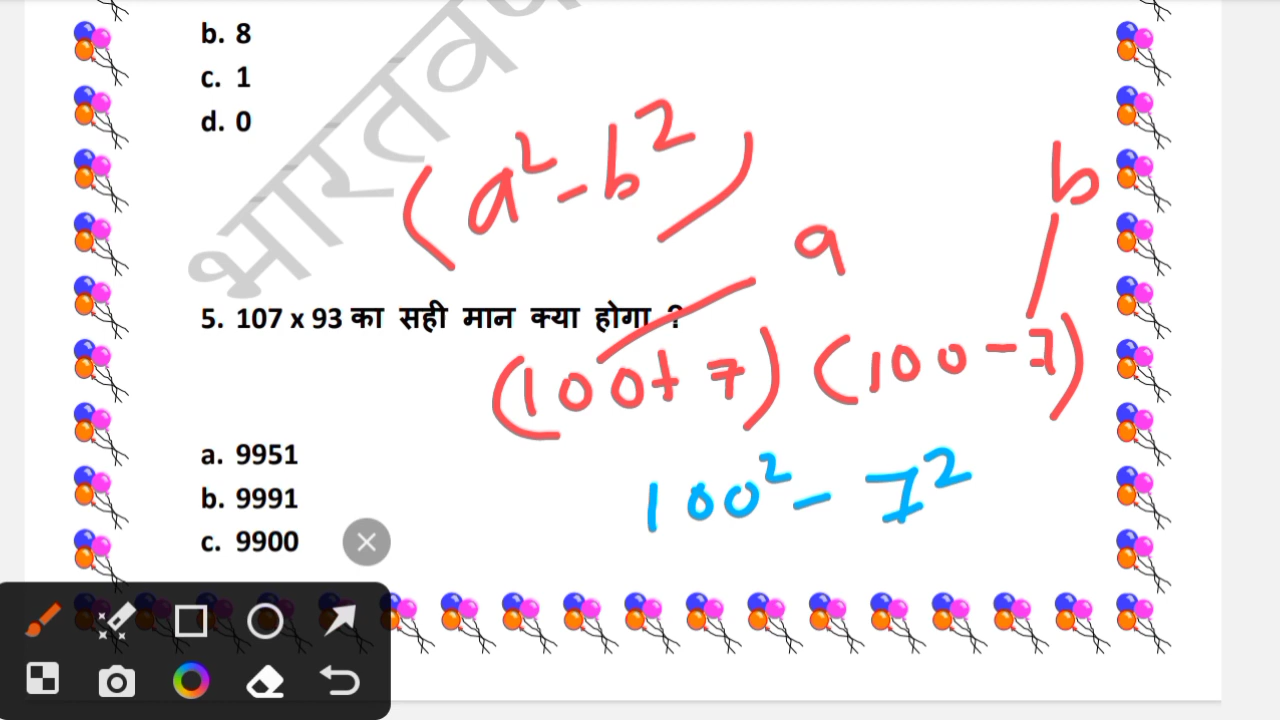 b. 8
c. 1
d. 0
(a²-b²)
a
b
5. 107 x 93 का सही मान क्या होगा ?
(100+7) (100-7)
a. 9951
100² - 7²
b. 9991
c. 9900